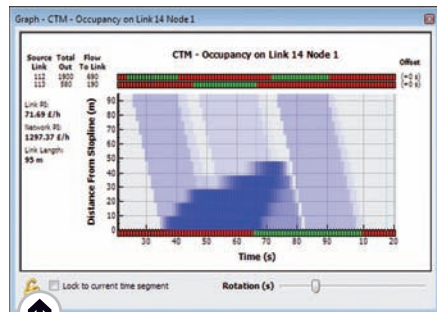 Graph - CTM - Occupancy on Link 14 Node 1
CTM - Occupancy on Link 14 Node 1
Source Total Flow
Link Out To Link
112 1900 690
113 580 190
Offset
(+0 s)
(+0 s)
Link PI:
71.69 £/h
Network PI:
1297.37 £/h
Link Length:
95 m
Distance From Stopline (m)
90
80
70
60
50
40
30
20
10
0
30 40 50 60 70 80 90 10 20
Time (s)
Lock to current time segment
Rotation (s)